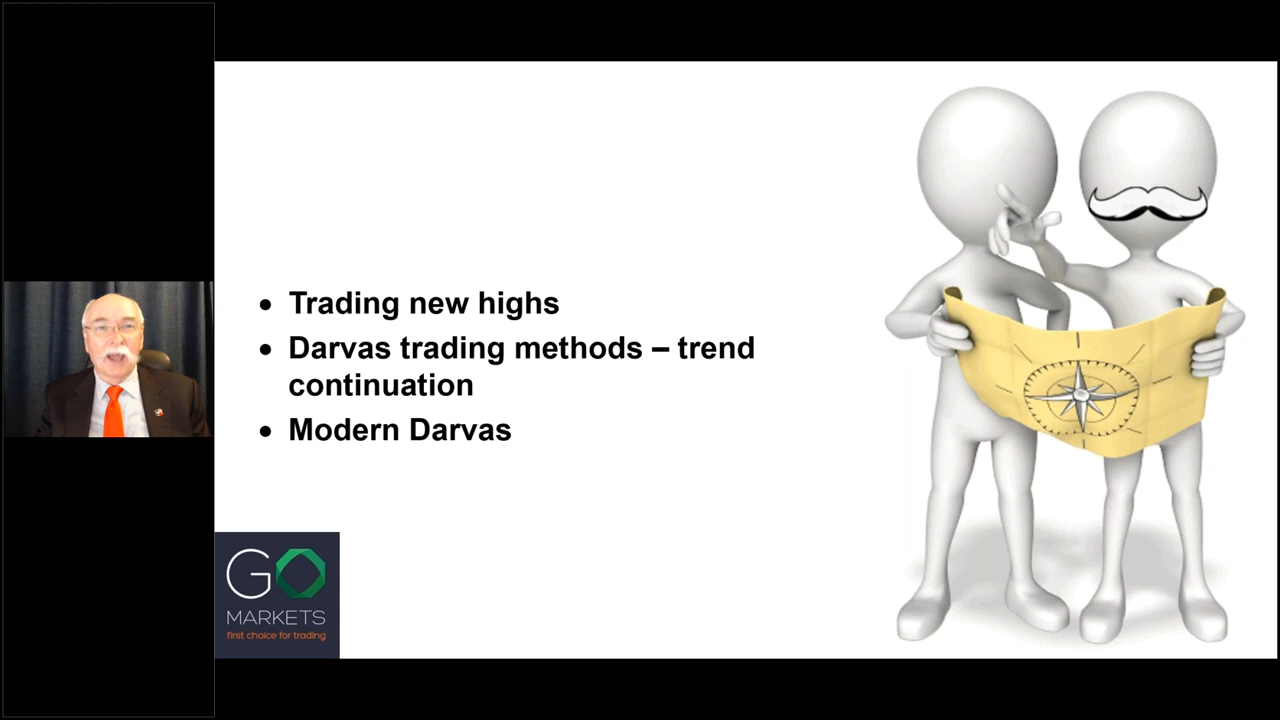 • Trading new highs
• Darvas trading methods – trend
continuation
• Modern Darvas
GO
MARKETS
first choice for trading